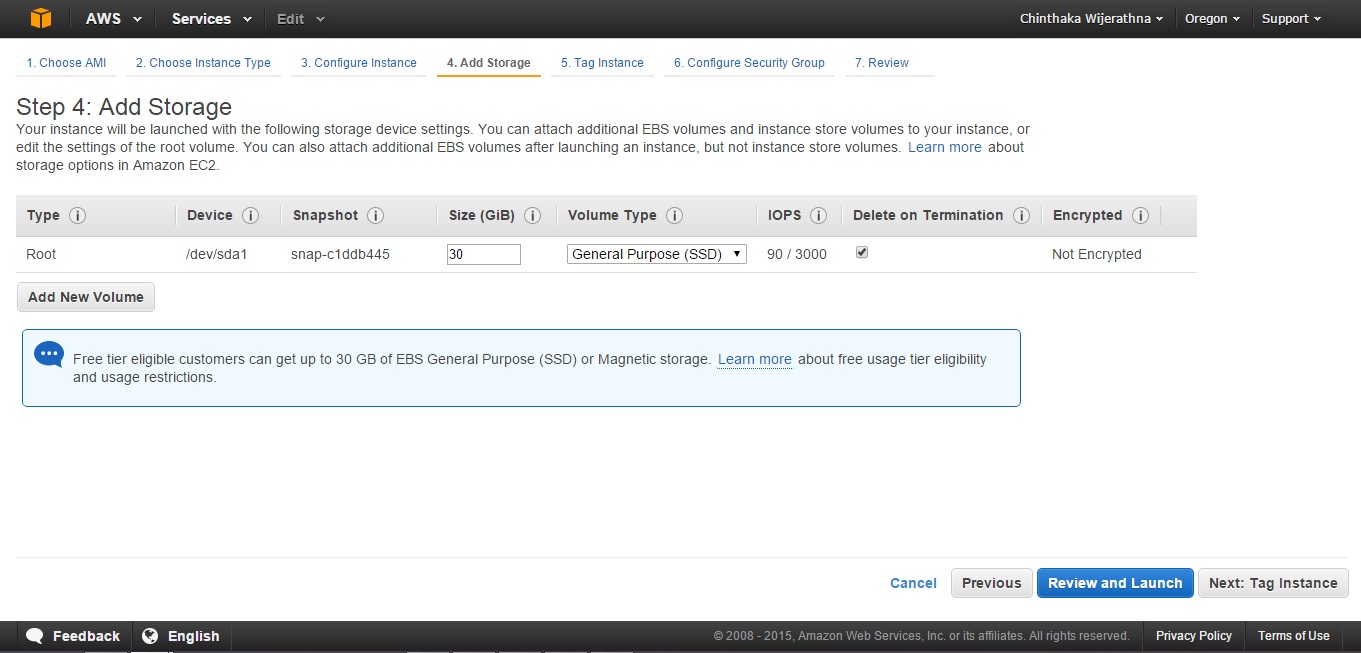 AWS Services Edit Chinthaka Wijerathna Oregon Support
1. Choose AMI 2. Choose Instance Type 3. Configure Instance 4. Add Storage 5. Tag Instance 6. Configure Security Group 7. Review
Step 4: Add Storage
Your instance will be launched with the following storage device settings. You can attach additional EBS volumes and instance store volumes to your instance, or
edit the settings of the root volume. You can also attach additional EBS volumes after launching an instance, but not instance store volumes. Learn more about
storage options in Amazon EC2.
Type i Device i Snapshot i Size (GiB) i Volume Type i IOPS i Delete on Termination i Encrypted i
Root /dev/sda1 snap-c1ddb445 30 General Purpose (SSD) 90 / 3000 Not Encrypted
Add New Volume
Free tier eligible customers can get up to 30 GB of EBS General Purpose (SSD) or Magnetic storage. Learn more about free usage tier eligibility
and usage restrictions.
Cancel Previous Review and Launch Next: Tag Instance
Feedback English © 2008 - 2015, Amazon Web Services, Inc. or its affiliates. All rights reserved. Privacy Policy Terms of Use